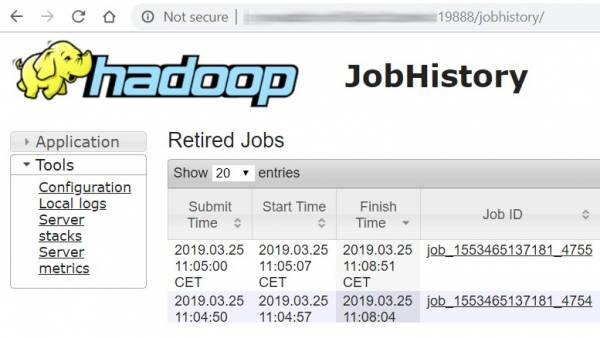 Not secure | 19888/jobhistory/
hadoop
JobHistory
Application
Tools
Configuration
Local logs
Server
stacks
Server
metrics
Retired Jobs
Show 20 entries
Submit
Time
Start Time
Finish
Time
Job ID
2019.03.25
11:05:00
CET
2019.03.25
11:05:07
CET
2019.03.25
11:08:51
CET
job_1553465137181_4755
2019.03.25
11:04:50
2019.03.25
11:04:57
2019.03.25
11:08:04
job_1553465137181_4754